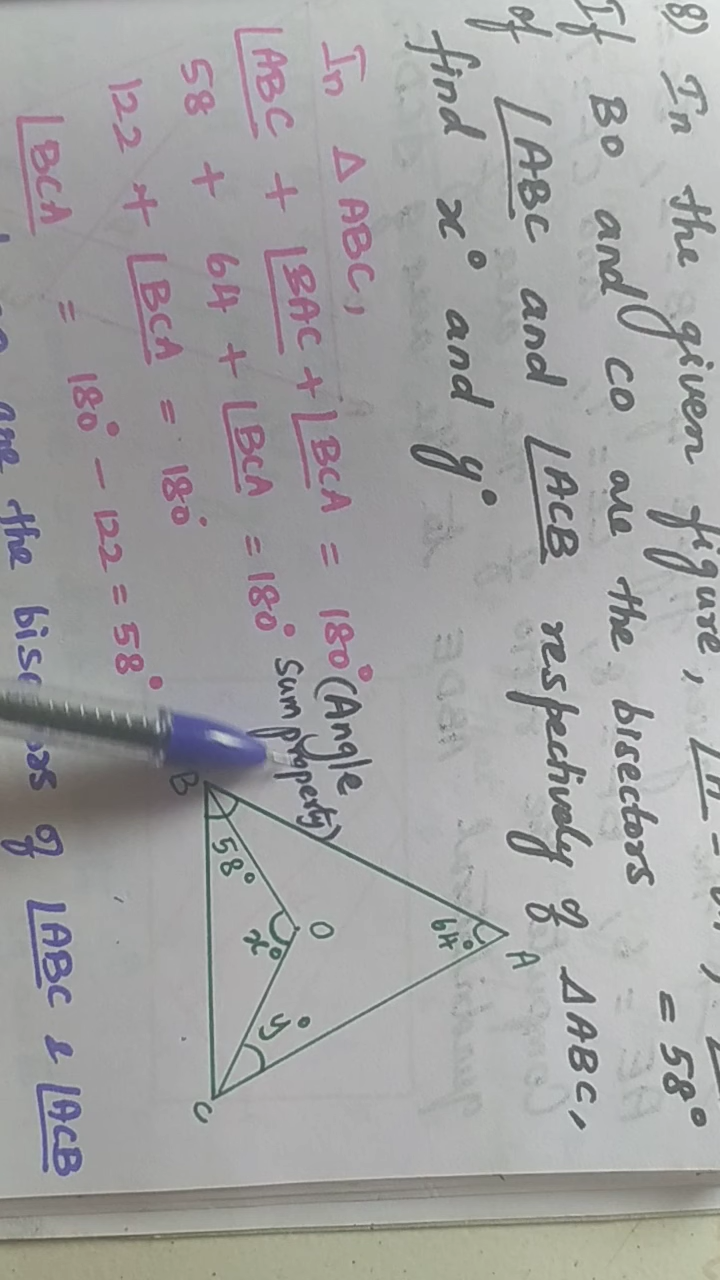 8) In the given figure,
= 58°
If BO and CO are the bisectors
of ∠ABC and ∠ACB respectively of ΔABC,
find x° and y°
In Δ ABC,
∠ABC + ∠BAC + ∠BCA = 180° (Angle
sum property)
58 + 64 + ∠BCA = 180°
122 + ∠BCA = 180°
∠BCA = 180° - 122 = 58°
are the of ∠ABC & ∠ACB
A
64°
O
x°
y°
58°
B
C